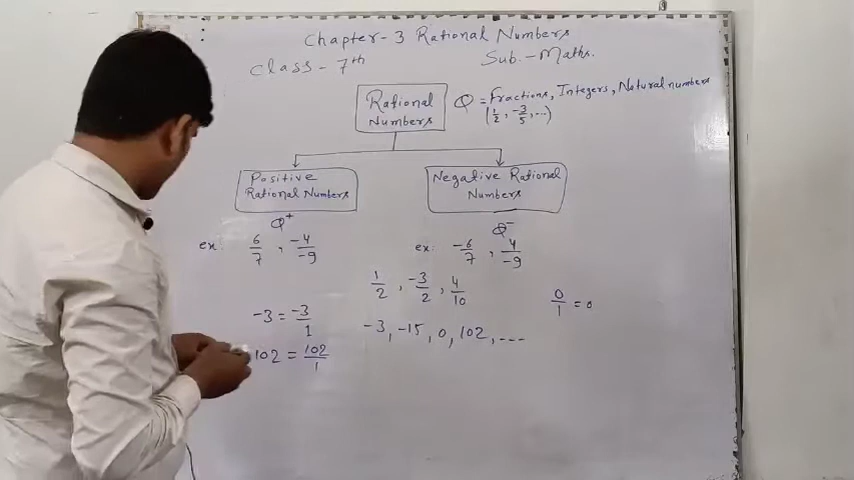 Chapter-3 Rational Numbers
Class-7th
Sub.-Maths.
Rational Numbers
Q = Fractions, Integers, Natural numbers
(1/2, -3/5, ...)
Positive
Rational Numbers
Negative Rational
Numbers
Q+
Q-
ex: 6/7, -4/-9
ex: -6/7, 4/-9
1/2, -3/2, 4/10
0/1 = 0
-3 = -3/1
-3, -15, 0, 102, ---
102 = 102/1